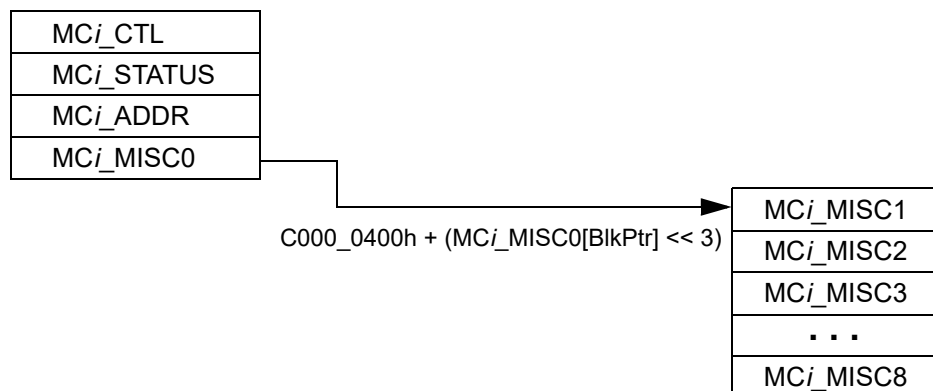 MCi_CTL
MCi_STATUS
MCi_ADDR
MCi_MISC0
C000_0400h + (MCi_MISC0[BlkPtr] << 3)
MCi_MISC1
MCi_MISC2
MCi_MISC3
. . .
MCi_MISC8